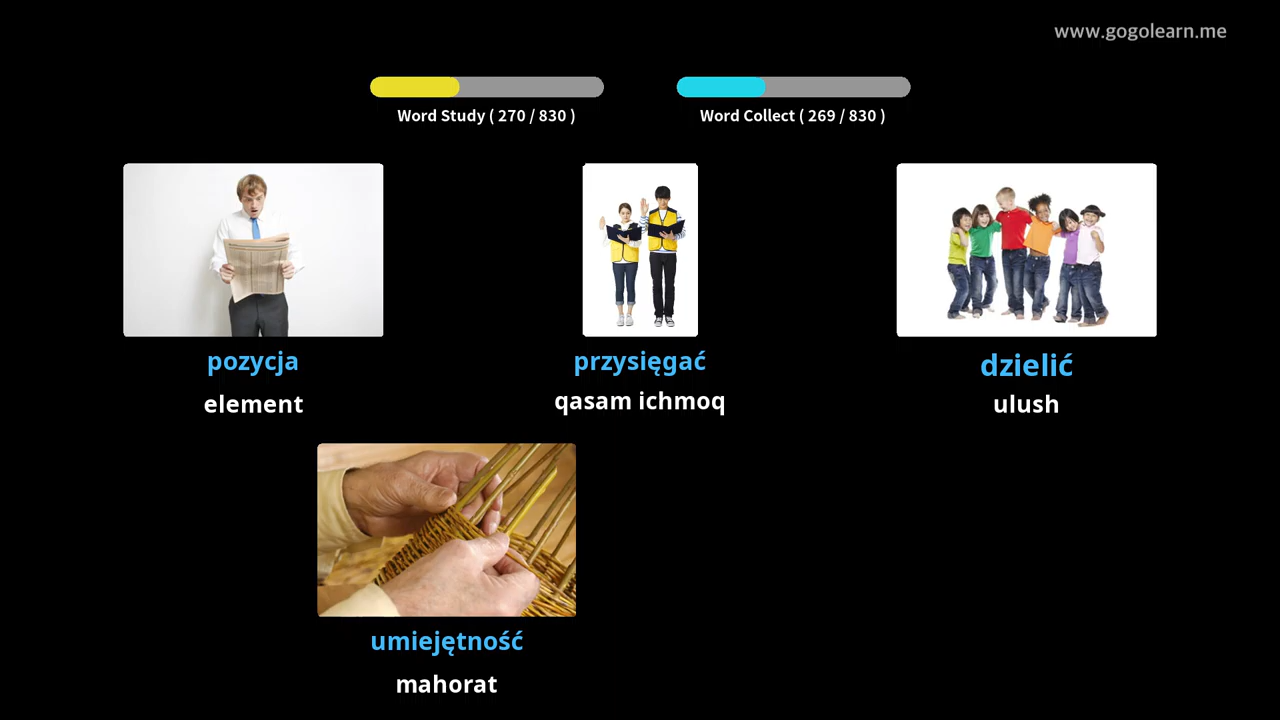 www.gogolearn.me
Word Study ( 270 / 830 )
Word Collect ( 269 / 830 )
pozycja
element
przysięgać
qasam ichmoq
dzielić
ulush
umiejętność
mahorat